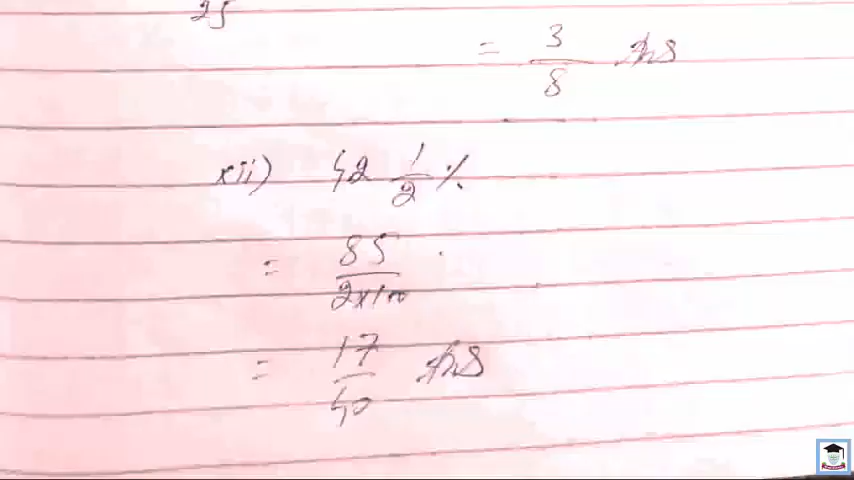 25
= 3/8 Ans
xii) 42 1/2 %
= 85/2×100
= 17/40 Ans